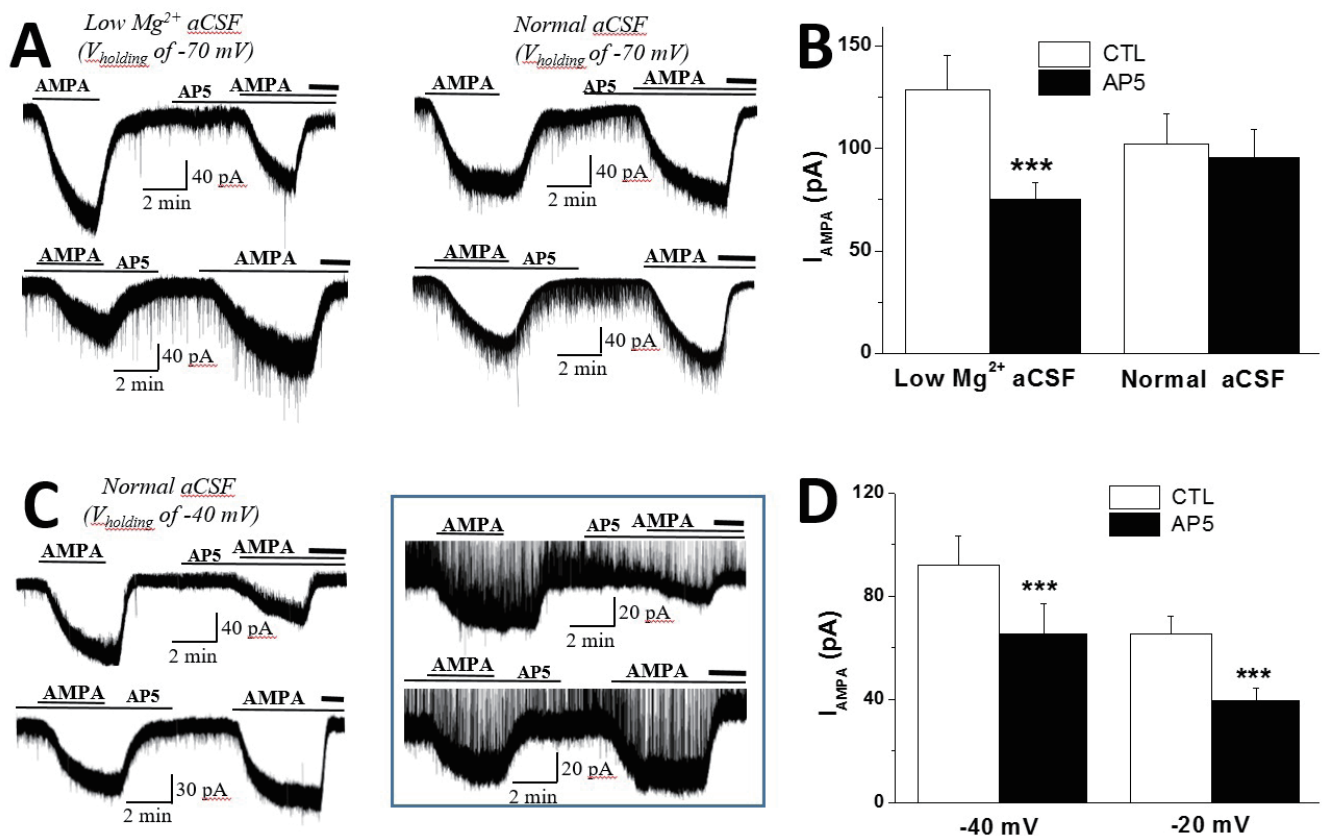 A
Low Mg2+ aCSF
(Vholding of -70 mV)
AMPA
AP5
AMPA
40 pA
2 min
AMPA
AP5
AMPA
40 pA
2 min
Normal aCSF
(Vholding of -70 mV)
AMPA
AP5
AMPA
40 pA
2 min
AMPA
AP5
AMPA
40 pA
2 min
B
CTL
AP5
150
100
50
0
IAMPA (pA)
***
Low Mg2+ aCSF
Normal aCSF
C
Normal aCSF
(Vholding of -40 mV)
AMPA
AP5
AMPA
40 pA
2 min
AMPA
AP5
AMPA
30 pA
2 min
AMPA
AP5
AMPA
20 pA
2 min
AMPA
AP5
AMPA
20 pA
2 min
D
CTL
AP5
120
80
40
0
IAMPA (pA)
***
***
-40 mV
-20 mV